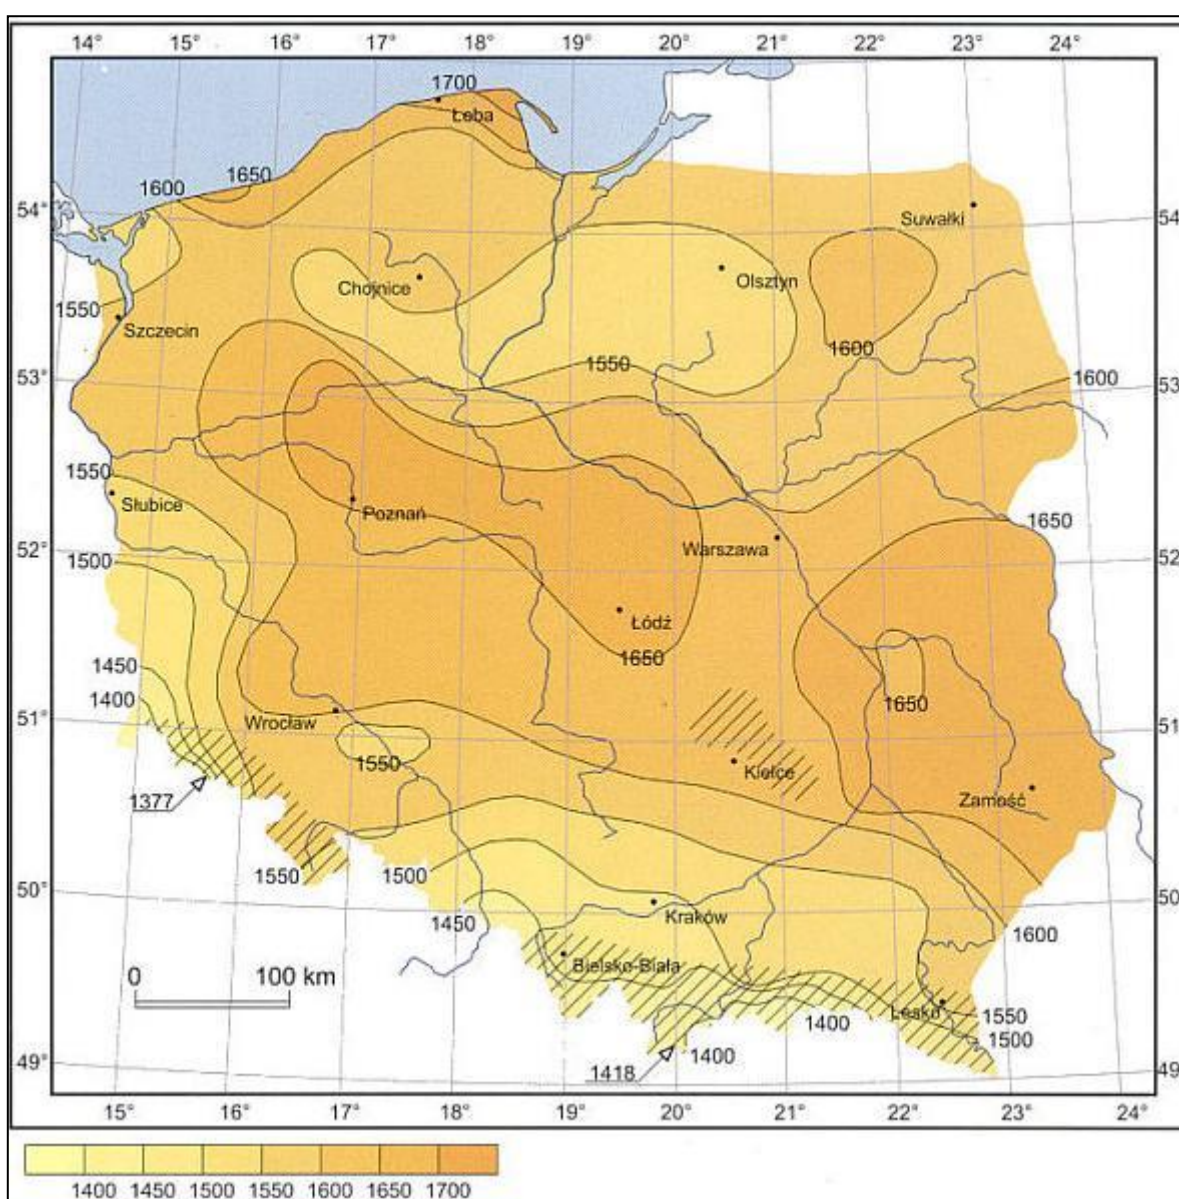 14° 15° 16° 17° 18° 19° 20° 21° 22° 23° 24°
1700
Łeba
1650
1600
54°
54
Suwałki
Chojnice
Olsztyn
1550
Szczecin
1600
1550
53°
1600
53
1550
Słubice
Poznań
1650
Warszawa
52°
52
1500
Łódź
1650
1450
1650
1400
51°
Wrocław
51
1550
Kielce
1377
Zamość
1550
1500
50°
50
Kraków
1450
1600
0 100 km
Bielsko-Biała
Lesko
1550
1400
1500
1400
49°
1418
49
15° 16° 17° 18° 19° 20° 21° 22° 23° 24°
1400 1450 1500 1550 1600 1650 1700